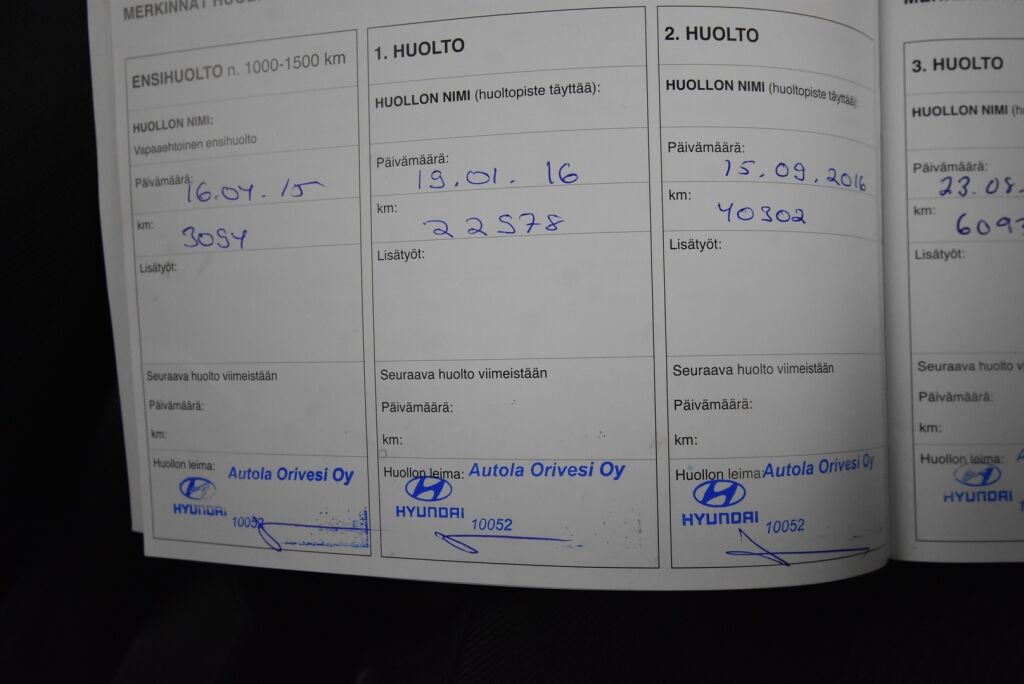 MERKINNÄT
ENSIHUOLTO n. 1000-1500 km
HUOLLON NIMI:
Vapaaehtoinen ensihuolto
Päivämäärä: 16.04.15
km: 3094
Lisätyöt:
Seuraava huolto viimeistään
Päivämäärä:
km:
Huollon leima: Autola Orivesi Oy
HYUNDAI
10052
1. HUOLTO
HUOLLON NIMI (huoltopiste täyttää):
Päivämäärä: 19.01.16
km: 22578
Lisätyöt:
Seuraava huolto viimeistään
Päivämäärä:
km:
Huollon leima: Autola Orivesi Oy
HYUNDAI
10052
2. HUOLTO
HUOLLON NIMI (huoltopiste täyttää):
Päivämäärä: 15.09.2016
km: 40302
Lisätyöt:
Seuraava huolto viimeistään
Päivämäärä:
km:
Huollon leima: Autola Orivesi Oy
HYUNDAI
10052
3. HUOLTO
HUOLLON NIMI
Päivämäärä: 23.08.
km:
Lisätyöt:
Seuraava huolto
Päivämäärä:
km:
Huollon leima:
HYUNDAI